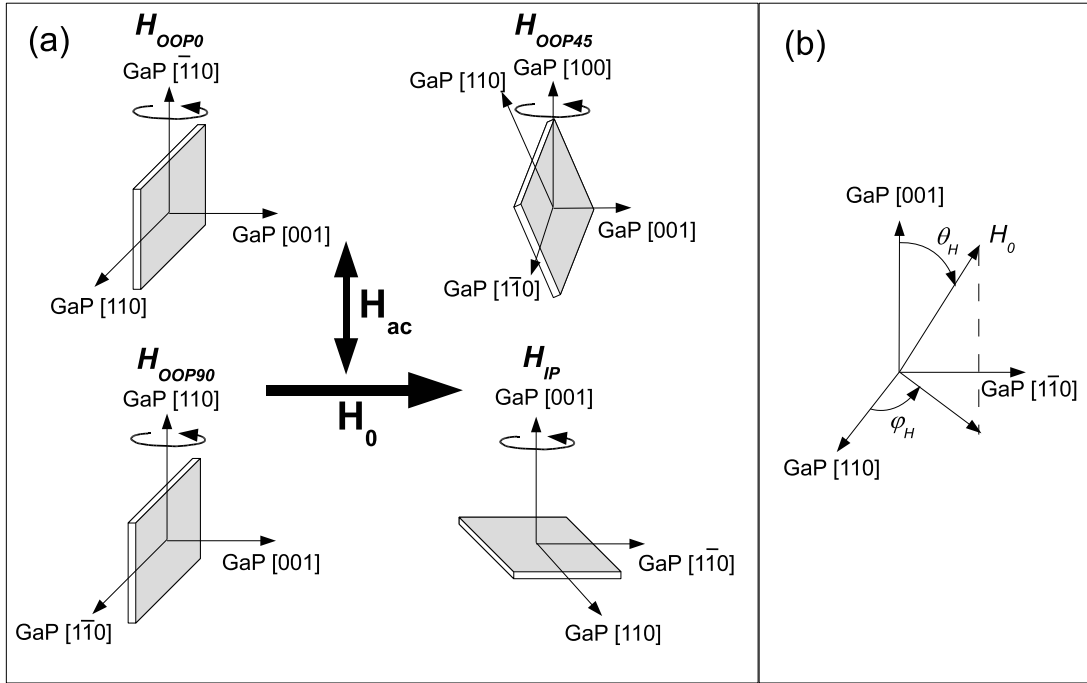 (a)
H_OOP0
GaP [1̄10]
GaP [001]
GaP [110]
H_OOP45
GaP [100]
GaP [110]
GaP [001]
GaP [11̄0]
H_ac
H_0
H_OOP90
GaP [110]
GaP [001]
GaP [11̄0]
H_IP
GaP [001]
GaP [11̄0]
GaP [110]
(b)
GaP [001]
θ_H
H_0
GaP [11̄0]
φ_H
GaP [110]